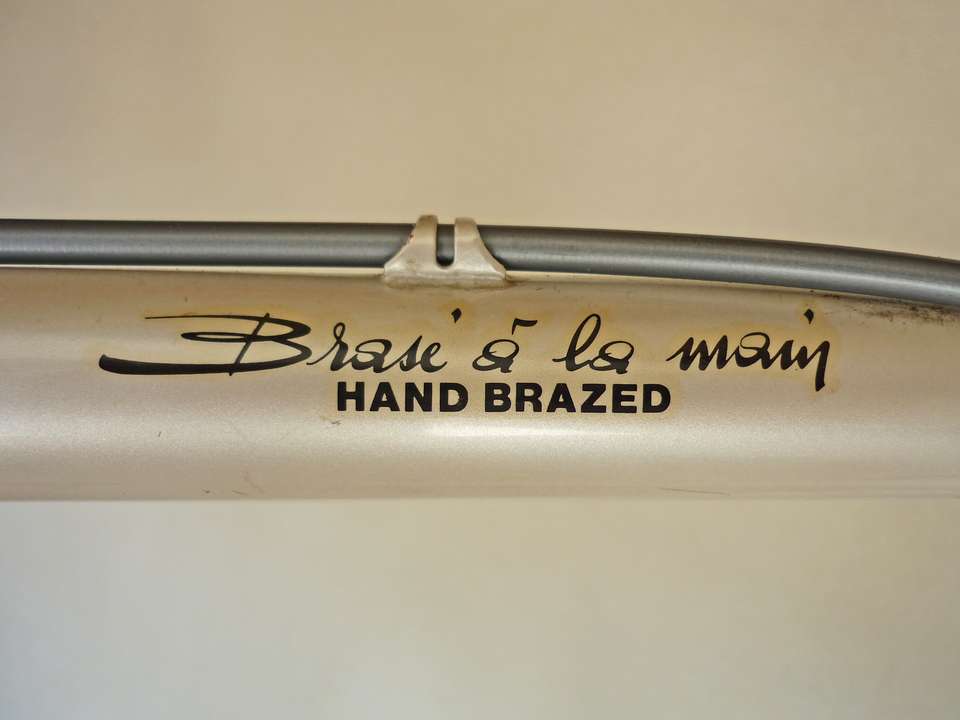 Brasé à la main
HAND BRAZED